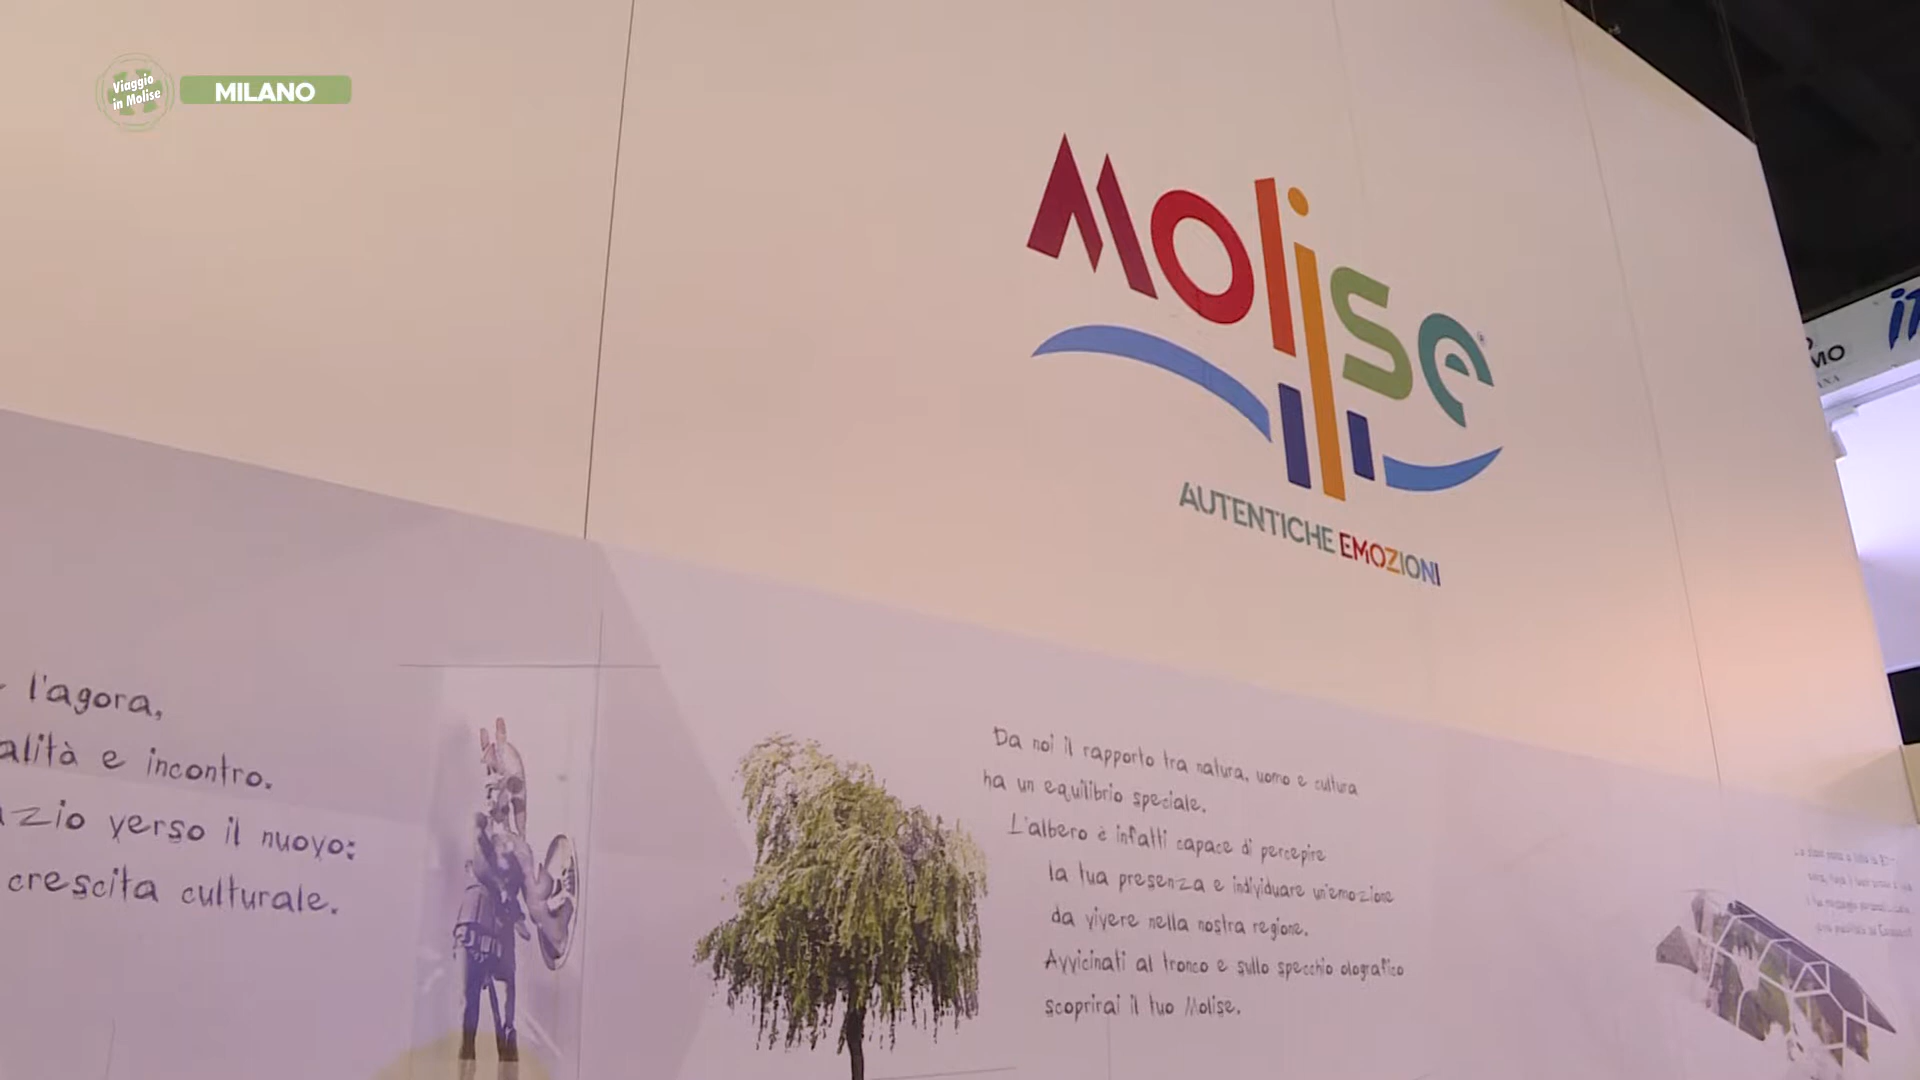 Viaggio
in Molise
MILANO
Molise
AUTENTICHE EMOZIONI
MO
l'agora,
alità e incontro.
azio verso il nuovo:
crescita culturale.
Da noi il rapporto tra natura, uomo e cultura
ha un equilibrio speciale.
L'albero è infatti capace di percepire
la tua presenza e individuare un'emozione
da vivere nella nostra regione.
Avvicinati al tronco e sullo specchio olografico
scoprirai il tuo Molise.